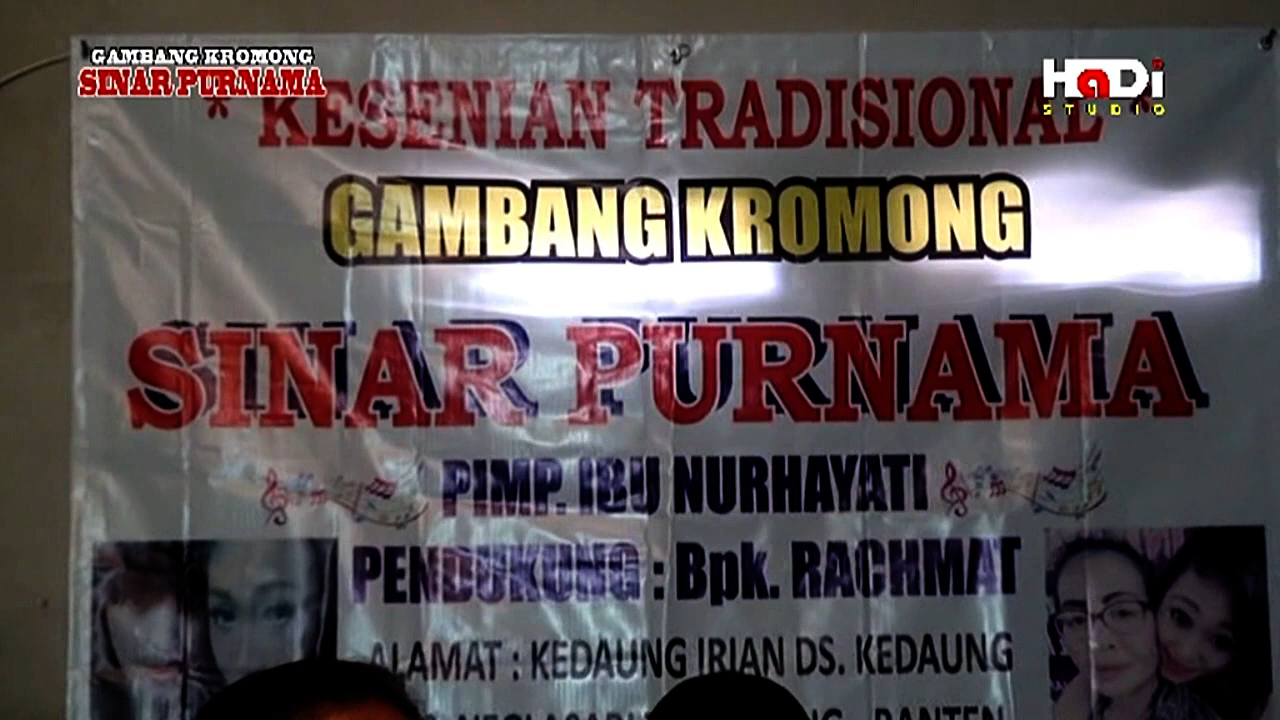 GAMBANG KROMONG
SINAR PURNAMA
HaDi
STUDIO
* KESENIAN TRADISIONAL
GAMBANG KROMONG
SINAR PURNAMA
PIMP. IBU NURHAYATI
PENDUKUNG : Bpk. RACHMAT
ALAMAT : KEDAUNG IRIAN DS. KEDAUNG
BANTEN